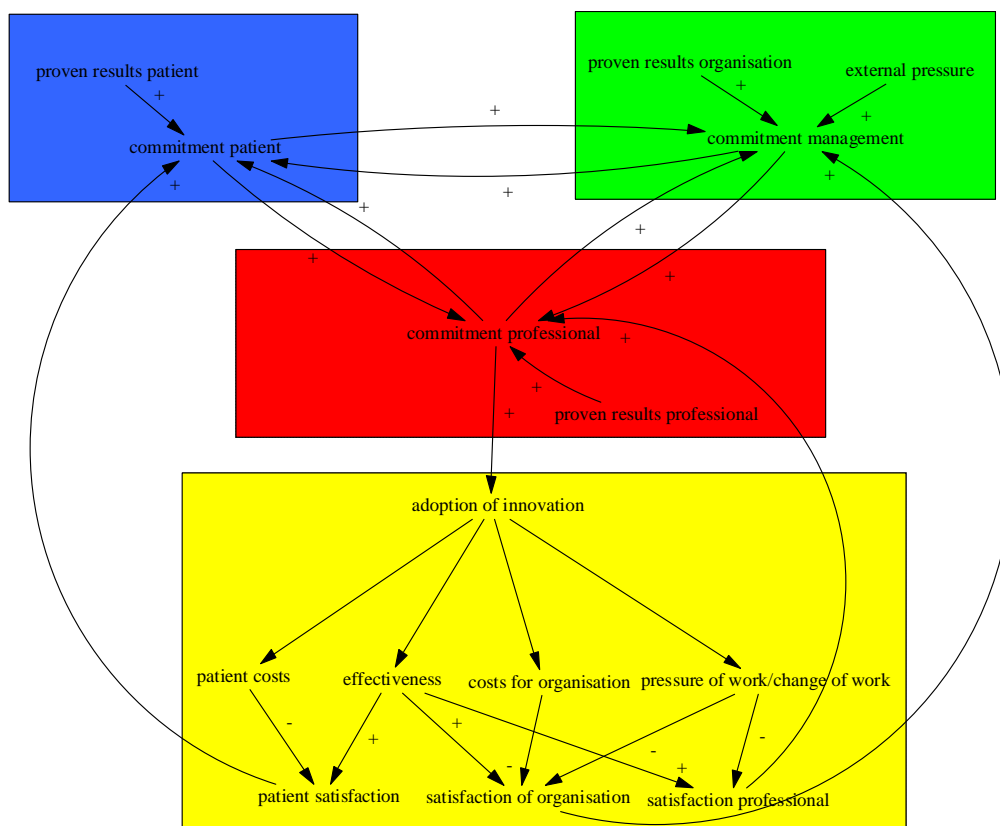 proven results patient
proven results organisation
external pressure
+
+
+
+
commitment patient
commitment management
+
+
+
+
+
+
+
+
commitment professional
+
+
+
proven results professional
adoption of innovation
patient costs
effectiveness
costs for organisation
pressure of work/change of work
-
+
+
-
-
-
+
patient satisfaction
satisfaction of organisation
satisfaction professional